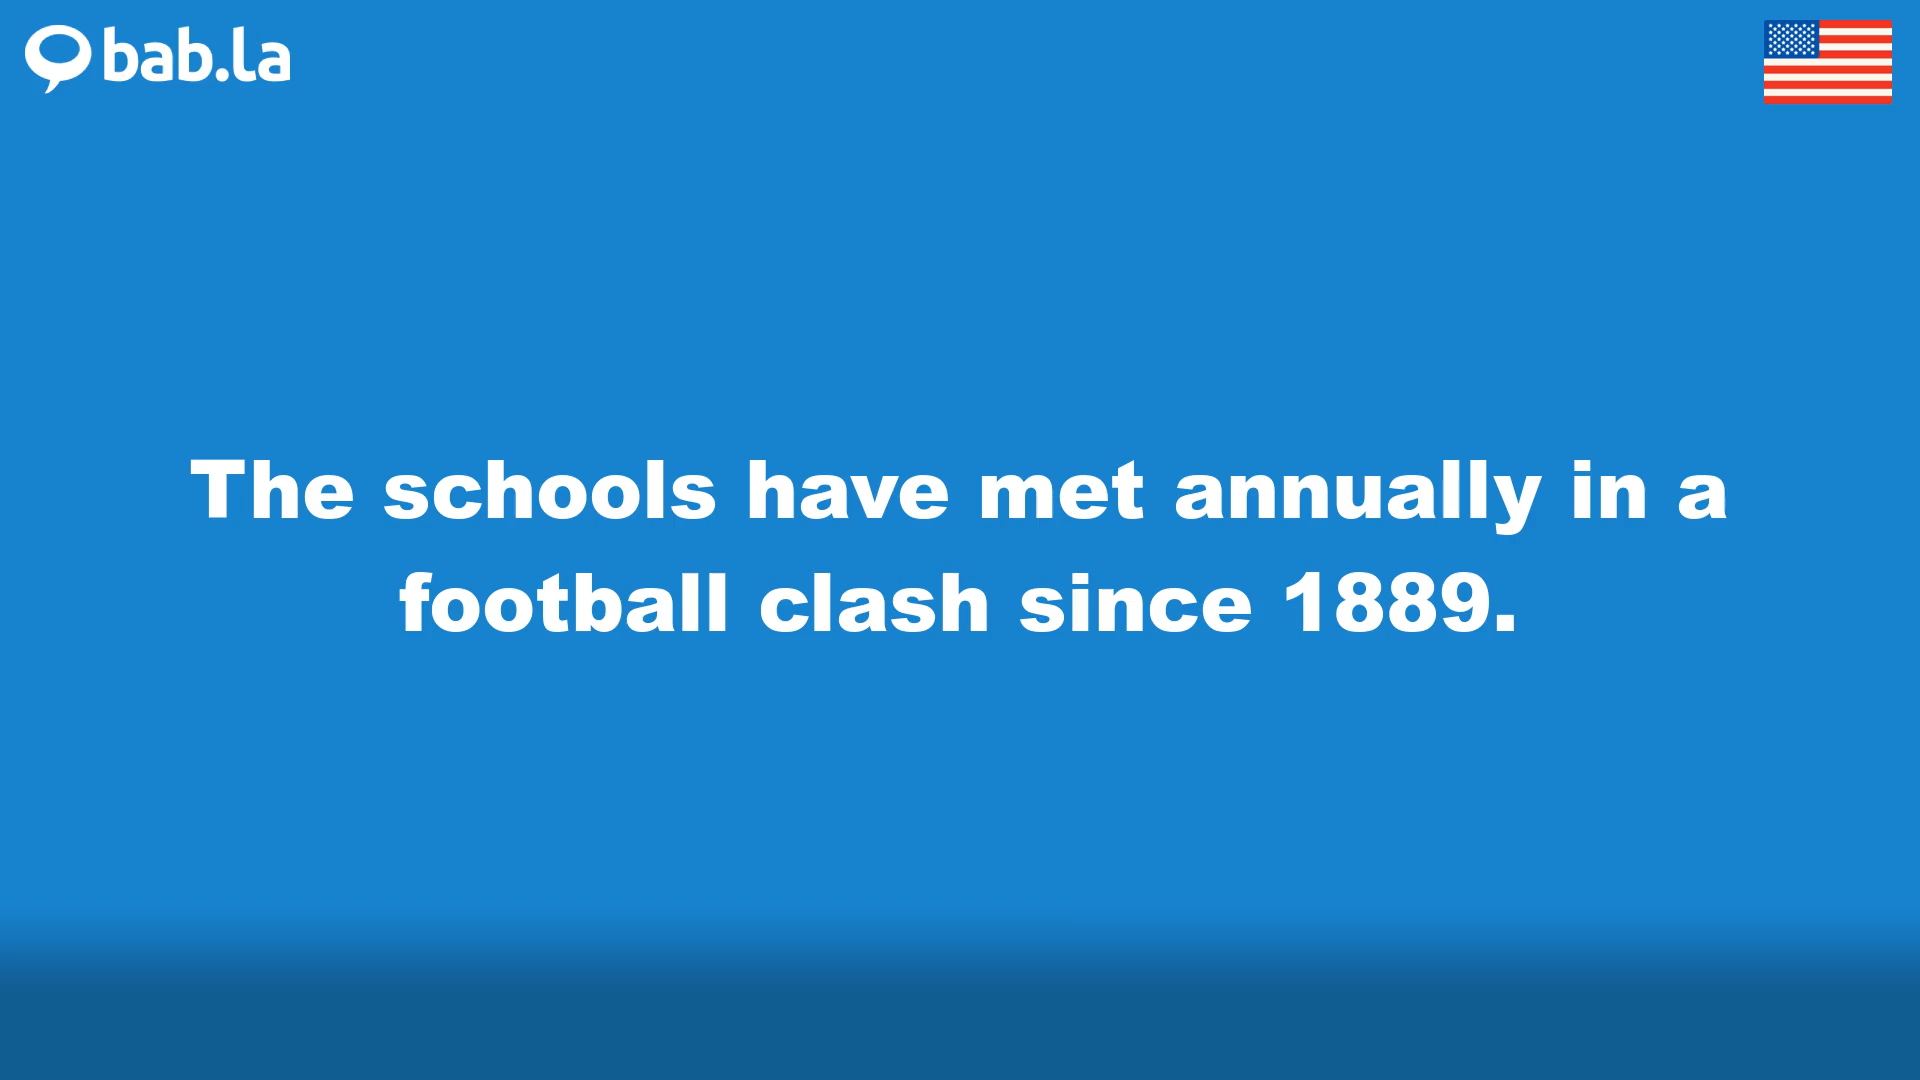 bab.la
The schools have met annually in a
football clash since 1889.